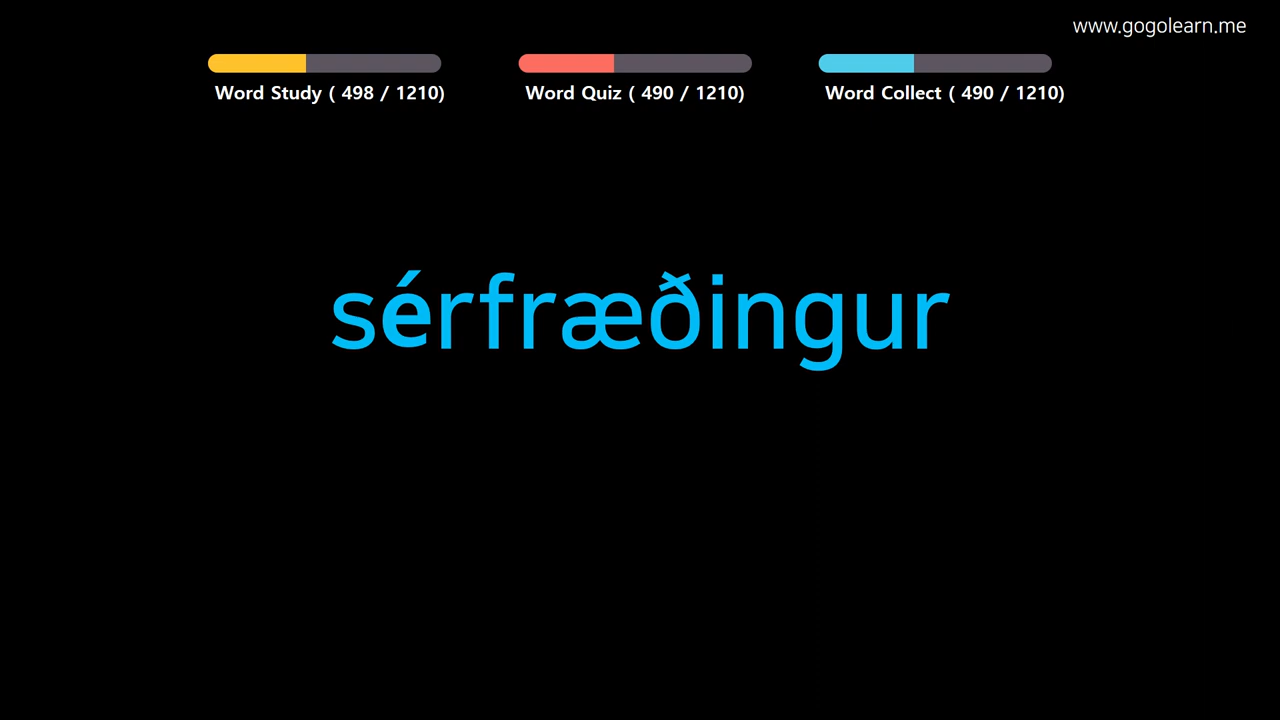 www.gogolearn.me
Word Study ( 498 / 1210)
Word Quiz ( 490 / 1210)
Word Collect ( 490 / 1210)
sérfræðingur